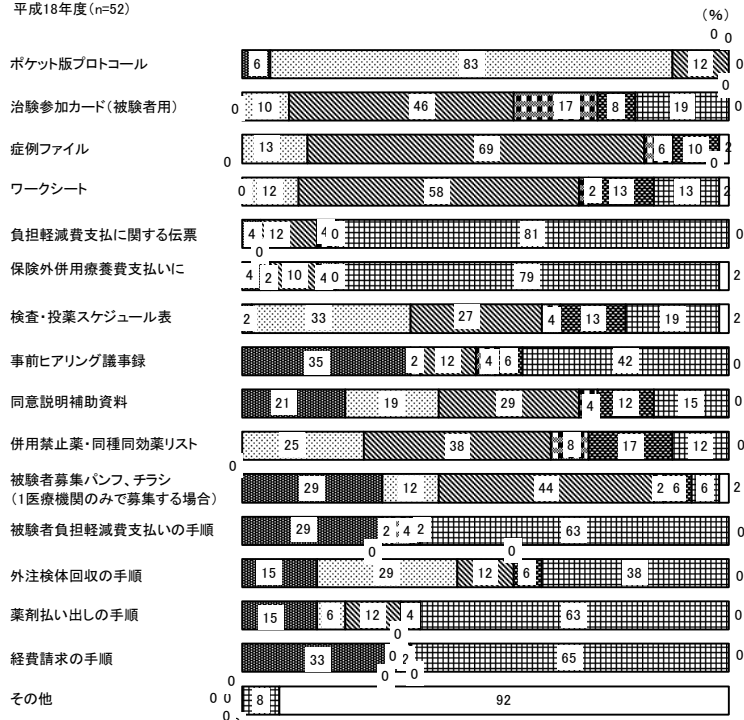 平成18年度(n=52)
(%)
0 0
ポケット版プロトコール 6 83 12 0
0
治験参加カード(被験者用) 0 10 46 17 8 19 0
症例ファイル 0 13 69 6 10 0 2
ワークシート 0 12 58 2 13 13 2
負担軽減費支払に関する伝票 4 12 4 0 81 0
0
保険外併用療養費支払いに 4 2 10 4 0 79 2
検査・投薬スケジュール表 2 33 27 4 13 19 2
事前ヒアリング議事録 35 2 12 4 6 42 0
同意説明補助資料 21 19 29 4 12 15 0
併用禁止薬・同種同効薬リスト 25 38 8 17 12 0
0
被験者募集パンフ、チラシ 29 12 44 2 6 6 2
(1医療機関のみで募集する場合)
被験者負担軽減費支払いの手順 29 2 4 2 63 0
0 0
外注検体回収の手順 15 29 12 6 38 0
薬剤払い出しの手順 15 6 12 4 63 0
0
経費請求の手順 33 0 2 65 0
0 0
0
その他 0 0 8 92
0